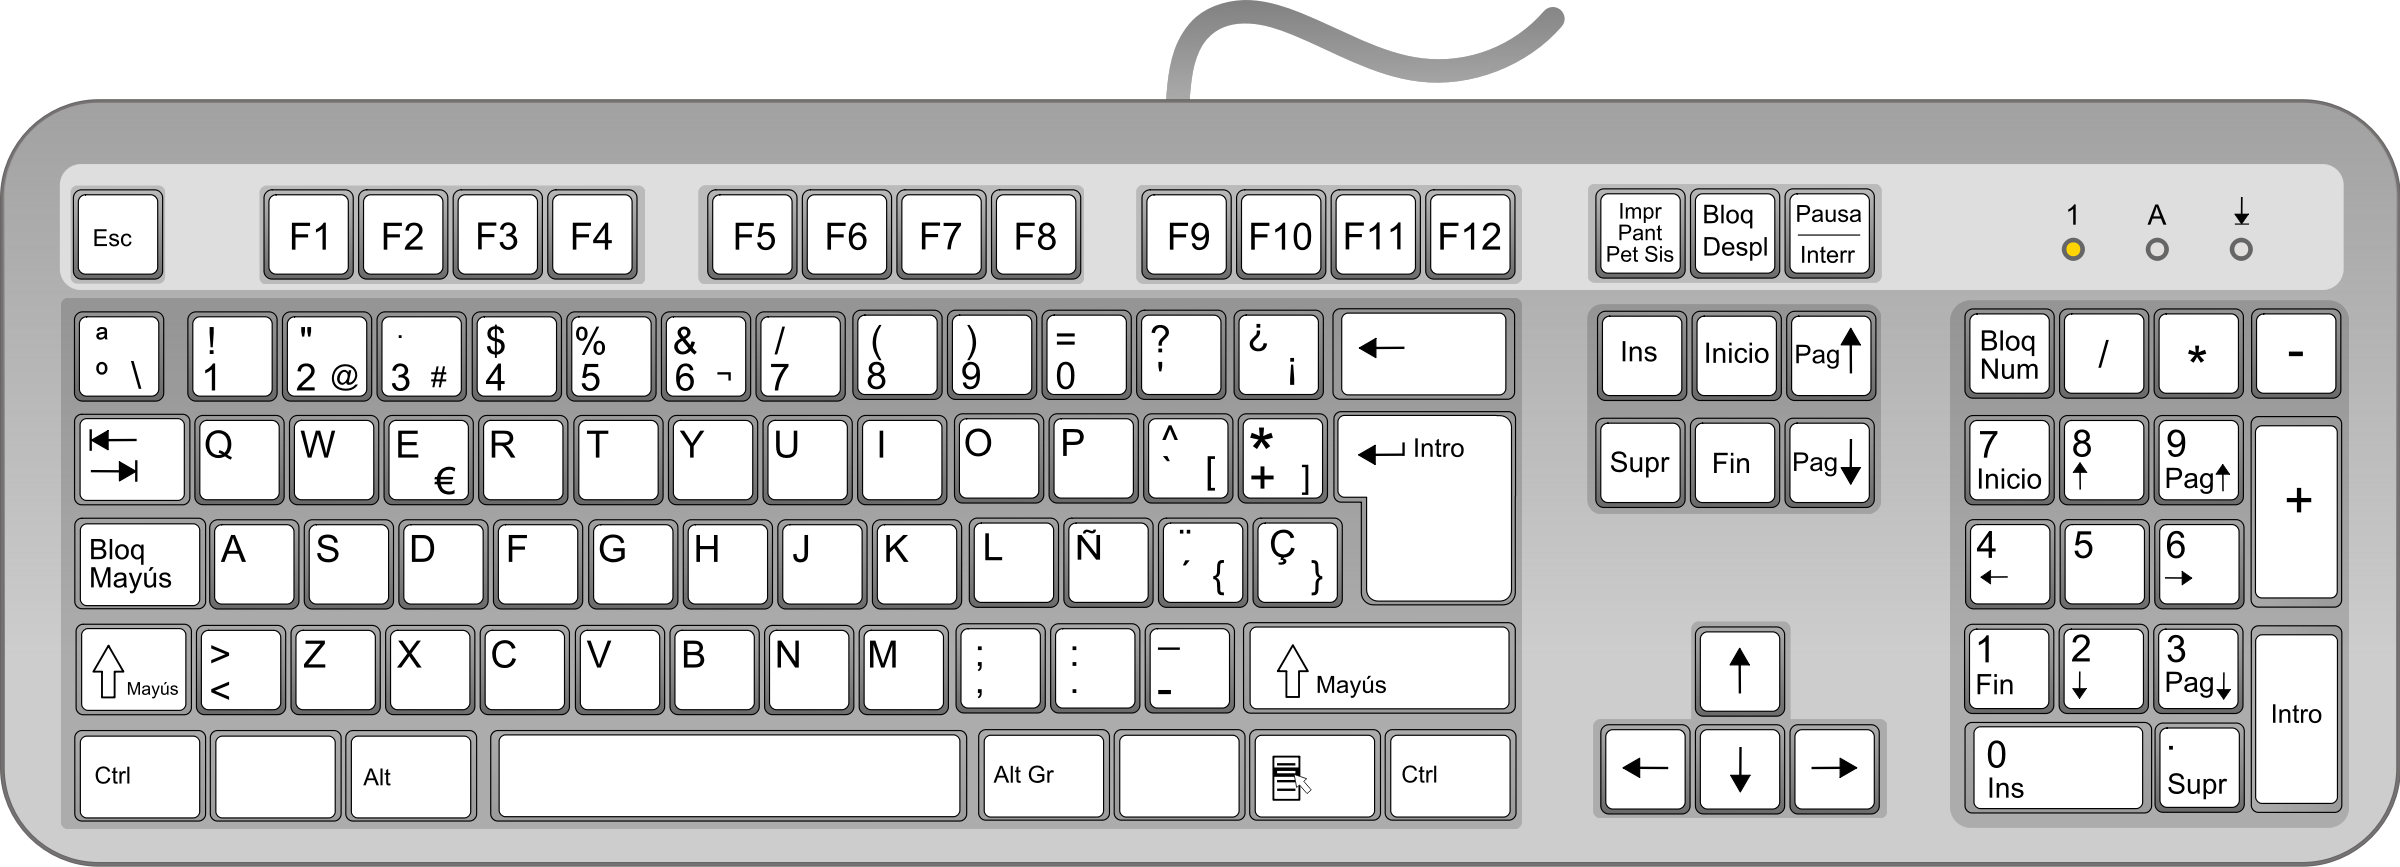 Esc F1 F2 F3 F4 F5 F6 F7 F8 F9 F10 F11 F12
Impr
Pant
Pet Sis
Bloq
Despl
Pausa
Interr
1 A
ª
º \
!
1
"
2 @
·
3 #
$
4
%
5
&
6 ¬
/
7
(
8
)
9
=
0
?
'
¿
¡
←
Ins Inicio Pag↑
Bloq
Num
/ * -
Q W E
€
R T Y U I O P
^
` [
*
+ ]
Intro
Supr Fin Pag↓
7
Inicio
8
↑
9
Pag↑
+
Bloq
Mayús
A S D F G H J K L Ñ
¨
´ {
Ç
}
4
←
5
6
→
Mayús
>
<
Z X C V B N M
;
,
:
.
_
-
Mayús
↑
1
Fin
2
↓
3
Pag↓
Intro
Ctrl Alt Alt Gr Ctrl
← ↓ →
0
Ins
.
Supr